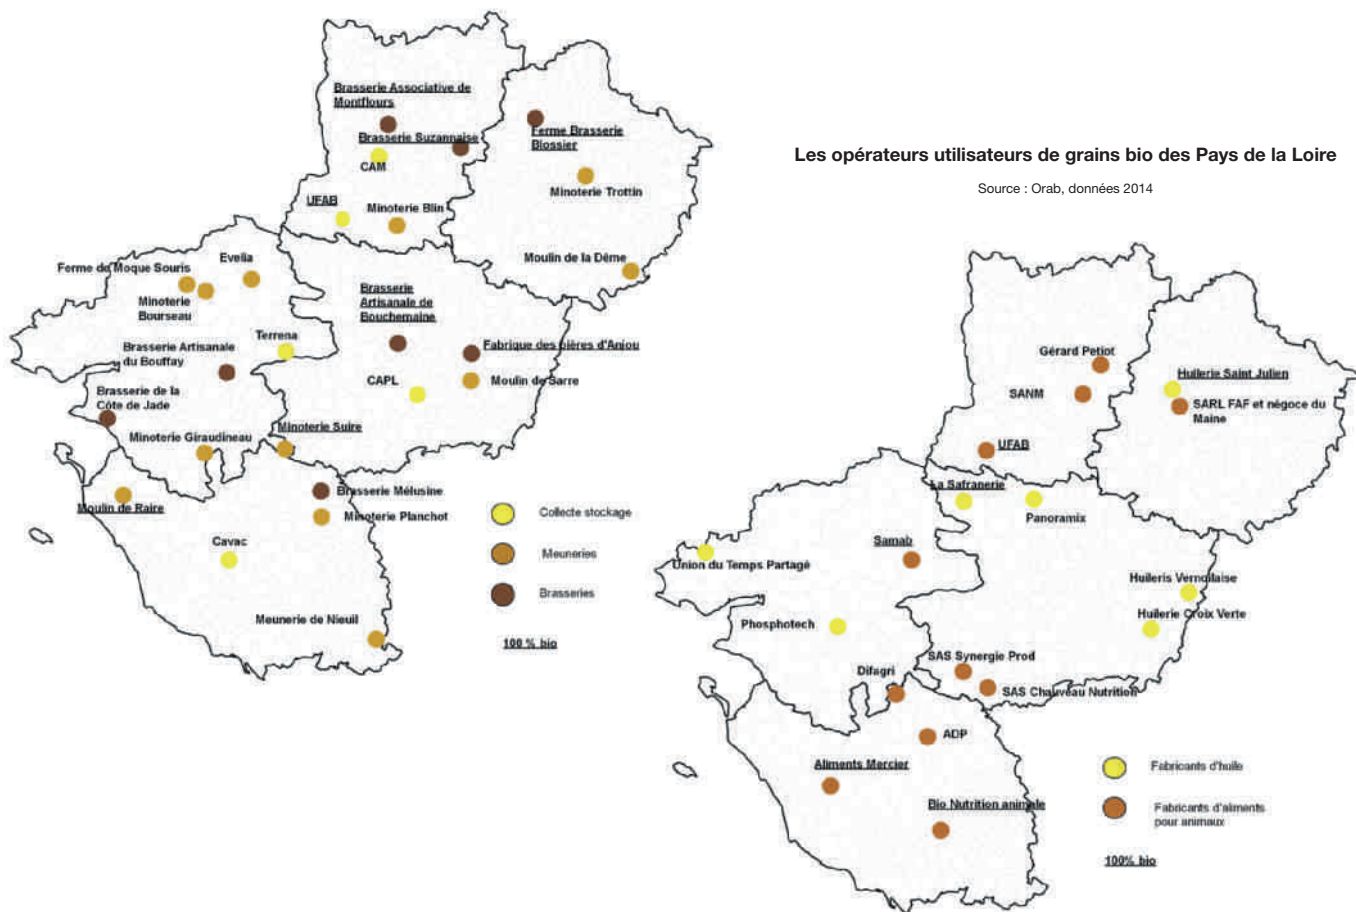 Brasserie Associative de
Montflours
Brasserie Suzannaise
CAM
UFAB
Minoterie Blin
Ferme Brasserie
Blossier
Minoterie Trottin
Moulin de la Dême
Ferme de Moque Souris
Evelia
Minoterie
Bourseau
Terrena
Brasserie Artisanale
du Bouffay
Brasserie de la
Côte de Jade
Brasserie
Artisanale de
Bouchemaine
Fabrique des bières d'Anjou
CAPL
Moulin de Sarre
Minoterie Suire
Minoterie Giraudineau
Moulin de Raire
Brasserie Mélusine
Minoterie Planchot
Cavac
Meunerie de Nieuil
Collecte stockage
Meuneries
Brasseries
100 % bio
Les opérateurs utilisateurs de grains bio des Pays de la Loire
Source : Orab, données 2014
Gérard Petiot
SANM
UFAB
Huilerie Saint Julien
SARL FAF et négoce du
Maine
La Safranerie
Panoramix
Union du Temps Partagé
Samab
Huileris Vernoilaise
Huilerie Croix Verte
Phosphotech
Difagri
SAS Synergie Prod
SAS Chauveau Nutrition
ADP
Aliments Mercier
Bio Nutrition animale
Fabricants d'huile
Fabricants d'aliments
pour animaux
100% bio